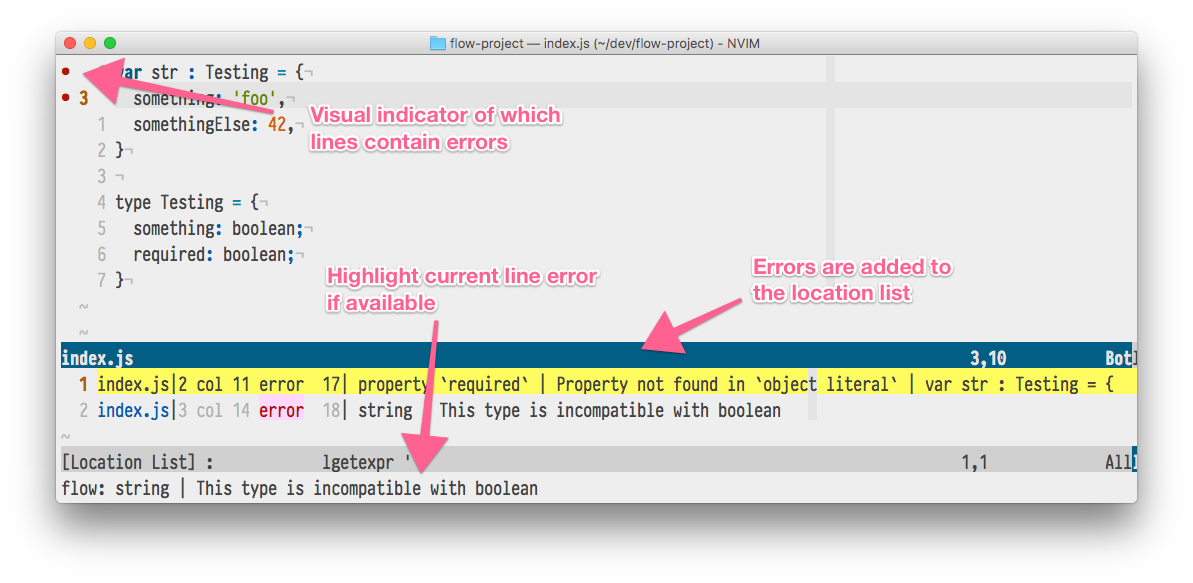 flow-project — index.js (~/dev/flow-project) - NVIM
var str : Testing = {¬
3 something: 'foo',¬
1 somethingElse: 42,¬
2 }¬
3 ¬
4 type Testing = {¬
5 something: boolean;¬
6 required: boolean;¬
7 }¬
~
~
Visual indicator of which
lines contain errors
Highlight current line error
if available
Errors are added to
the location list
index.js 3,10 Bot
1 index.js|2 col 11 error 17| property `required` | Property not found in `object literal` | var str : Testing = {
2 index.js|3 col 14 error 18| string | This type is incompatible with boolean
~
[Location List] : lgetexpr ' 1,1 All
flow: string | This type is incompatible with boolean